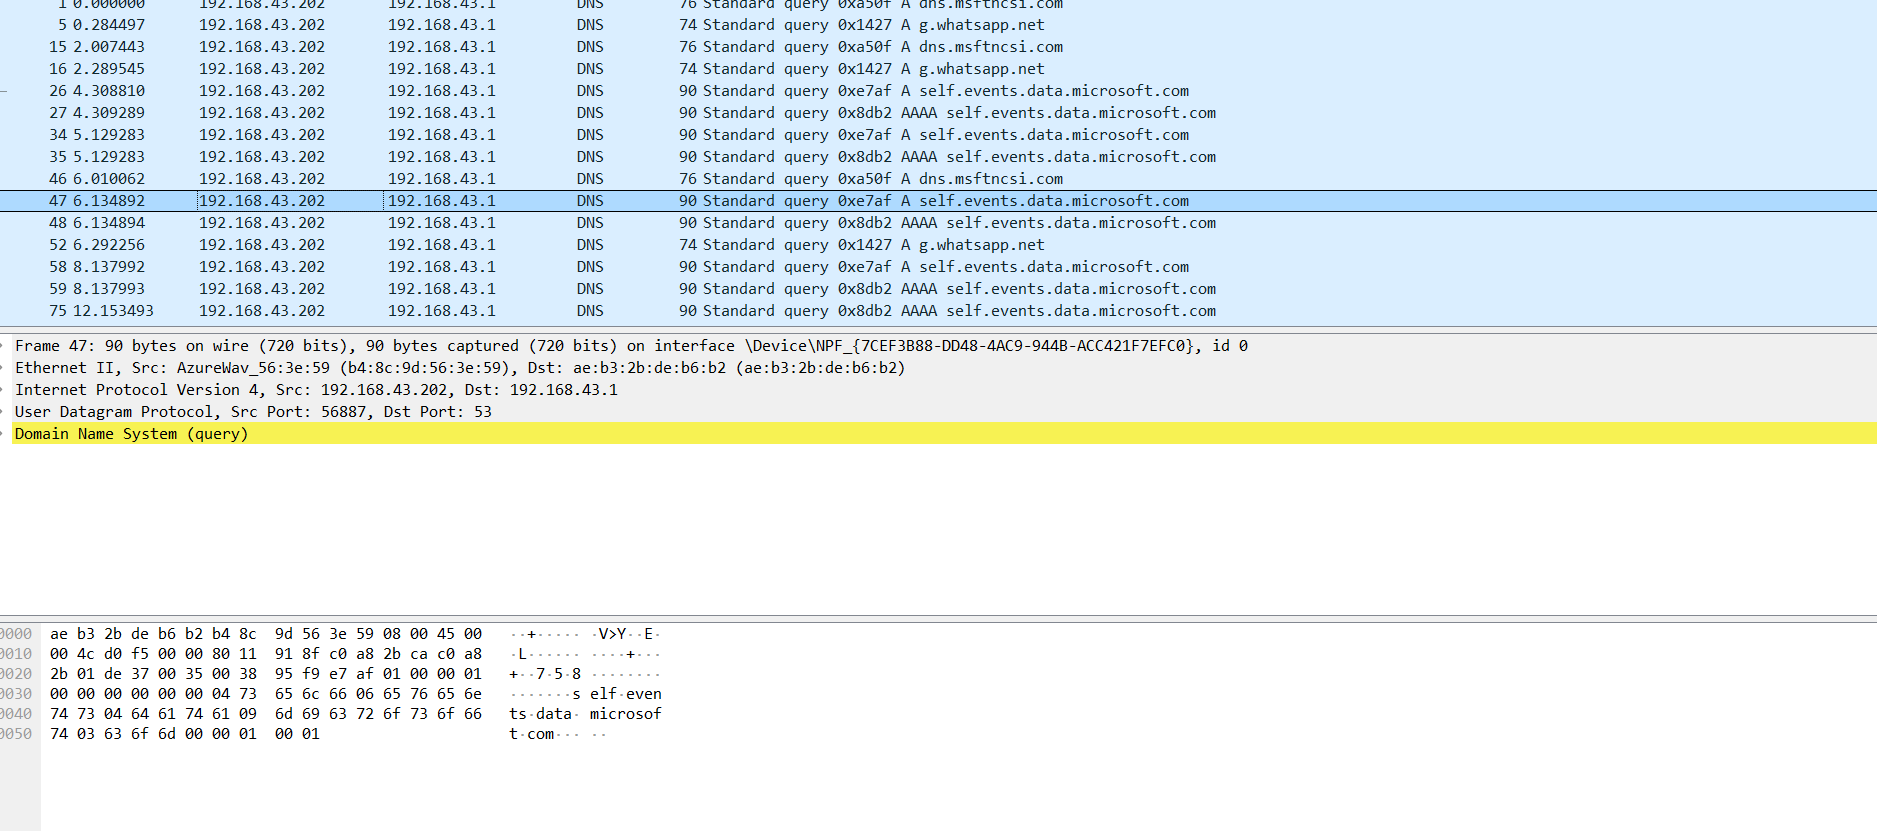 1 0.000000 192.168.43.202 192.168.43.1 DNS 76 Standard query 0xa50f A dns.msftncsi.com
5 0.284497 192.168.43.202 192.168.43.1 DNS 74 Standard query 0x1427 A g.whatsapp.net
15 2.007443 192.168.43.202 192.168.43.1 DNS 76 Standard query 0xa50f A dns.msftncsi.com
16 2.289545 192.168.43.202 192.168.43.1 DNS 74 Standard query 0x1427 A g.whatsapp.net
26 4.308810 192.168.43.202 192.168.43.1 DNS 90 Standard query 0xe7af A self.events.data.microsoft.com
27 4.309289 192.168.43.202 192.168.43.1 DNS 90 Standard query 0x8db2 AAAA self.events.data.microsoft.com
34 5.129283 192.168.43.202 192.168.43.1 DNS 90 Standard query 0xe7af A self.events.data.microsoft.com
35 5.129283 192.168.43.202 192.168.43.1 DNS 90 Standard query 0x8db2 AAAA self.events.data.microsoft.com
46 6.010062 192.168.43.202 192.168.43.1 DNS 76 Standard query 0xa50f A dns.msftncsi.com
47 6.134892 192.168.43.202 192.168.43.1 DNS 90 Standard query 0xe7af A self.events.data.microsoft.com
48 6.134894 192.168.43.202 192.168.43.1 DNS 90 Standard query 0x8db2 AAAA self.events.data.microsoft.com
52 6.292256 192.168.43.202 192.168.43.1 DNS 74 Standard query 0x1427 A g.whatsapp.net
58 8.137992 192.168.43.202 192.168.43.1 DNS 90 Standard query 0xe7af A self.events.data.microsoft.com
59 8.137993 192.168.43.202 192.168.43.1 DNS 90 Standard query 0x8db2 AAAA self.events.data.microsoft.com
75 12.153493 192.168.43.202 192.168.43.1 DNS 90 Standard query 0x8db2 AAAA self.events.data.microsoft.com
Frame 47: 90 bytes on wire (720 bits), 90 bytes captured (720 bits) on interface \Device\NPF_{7CEF3B88-DD48-4AC9-944B-ACC421F7EFC0}, id 0
Ethernet II, Src: AzureWav_56:3e:59 (b4:8c:9d:56:3e:59), Dst: ae:b3:2b:de:b6:b2 (ae:b3:2b:de:b6:b2)
Internet Protocol Version 4, Src: 192.168.43.202, Dst: 192.168.43.1
User Datagram Protocol, Src Port: 56887, Dst Port: 53
Domain Name System (query)
0000 ae b3 2b de b6 b2 b4 8c 9d 56 3e 59 08 00 45 00 ··+····· ·V>Y··E·
0010 00 4c d0 f5 00 00 80 11 91 8f c0 a8 2b ca c0 a8 ·L······ ····+···
0020 2b 01 de 37 00 35 00 38 95 f9 e7 af 01 00 00 01 +··7·5·8 ········
0030 00 00 00 00 00 00 04 73 65 6c 66 06 65 76 65 6e ·······s elf·even
0040 74 73 04 64 61 74 61 09 6d 69 63 72 6f 73 6f 66 ts·data· microsof
0050 74 03 63 6f 6d 00 00 01 00 01 t·com··· ··